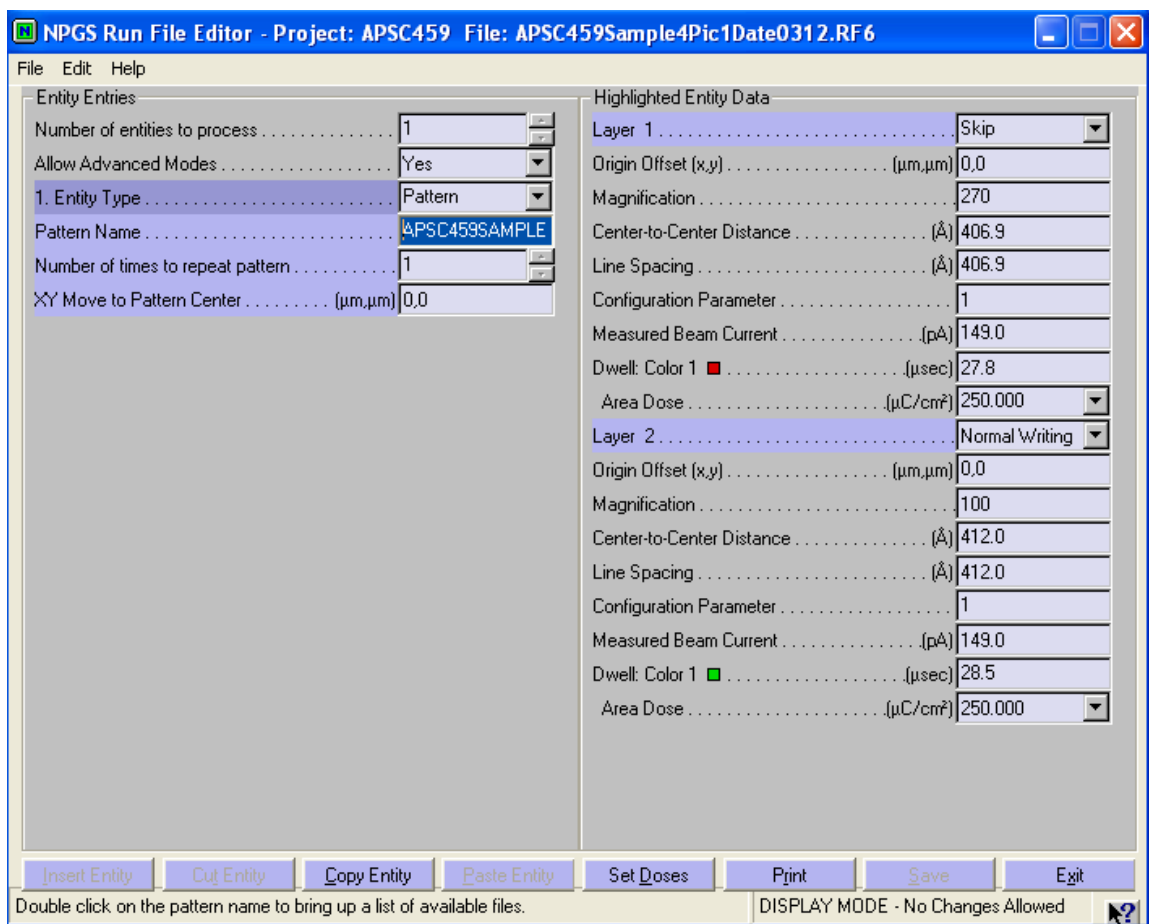 NPGS Run File Editor - Project: APSC459 File: APSC459Sample4Pic1Date0312.RF6
File Edit Help
Entity Entries
Number of entities to process . . . . . . . . . . . . . . 1
Allow Advanced Modes . . . . . . . . . . . . . . . . . . Yes
1. Entity Type . . . . . . . . . . . . . . . . . . . . . . . . . Pattern
Pattern Name . . . . . . . . . . . . . . . . . . . . . . . . . APSC459SAMPLE
Number of times to repeat pattern . . . . . . . . . . . 1
XY Move to Pattern Center . . . . . . . . . (µm,µm) 0,0
Highlighted Entity Data
Layer 1 . . . . . . . . . . . . . . . . . . . . . . . . . . . . . . Skip
Origin Offset (x,y) . . . . . . . . . . . . . . . . (µm,µm) 0,0
Magnification . . . . . . . . . . . . . . . . . . . . . . . . . . 270
Center-to-Center Distance . . . . . . . . . . . . . . . (Å) 406.9
Line Spacing . . . . . . . . . . . . . . . . . . . . . . . (Å) 406.9
Configuration Parameter . . . . . . . . . . . . . . . . . . 1
Measured Beam Current . . . . . . . . . . . . . . . . (pA) 149.0
Dwell: Color 1 . . . . . . . . . . . . . . . . . . . . (µsec) 27.8
Area Dose . . . . . . . . . . . . . . . . . . . . (µC/cm²) 250.000
Layer 2 . . . . . . . . . . . . . . . . . . . . . . . . . . . . . . Normal Writing
Origin Offset (x,y) . . . . . . . . . . . . . . . . (µm,µm) 0,0
Magnification . . . . . . . . . . . . . . . . . . . . . . . . . . 100
Center-to-Center Distance . . . . . . . . . . . . . . . (Å) 412.0
Line Spacing . . . . . . . . . . . . . . . . . . . . . . . (Å) 412.0
Configuration Parameter . . . . . . . . . . . . . . . . . . 1
Measured Beam Current . . . . . . . . . . . . . . . . (pA) 149.0
Dwell: Color 1 . . . . . . . . . . . . . . . . . . . . (µsec) 28.5
Area Dose . . . . . . . . . . . . . . . . . . . . (µC/cm²) 250.000
Insert Entity Cut Entity Copy Entity Paste Entity Set Doses Print Save Exit
Double click on the pattern name to bring up a list of available files. DISPLAY MODE - No Changes Allowed